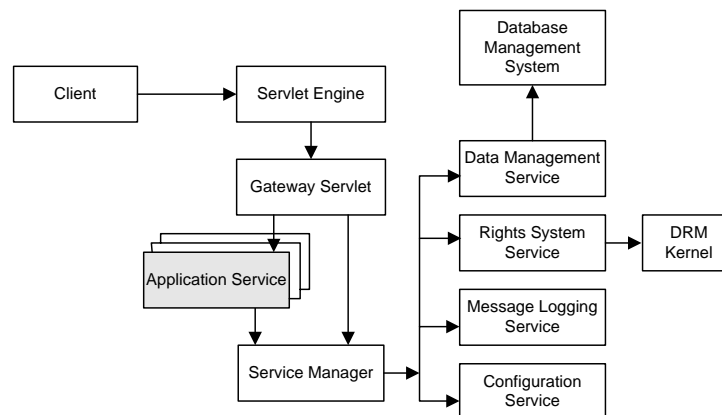 Database
Management
System
Client
Servlet Engine
Data Management
Service
Gateway Servlet
Rights System
Service
DRM
Kernel
Application Service
Message Logging
Service
Service Manager
Configuration
Service